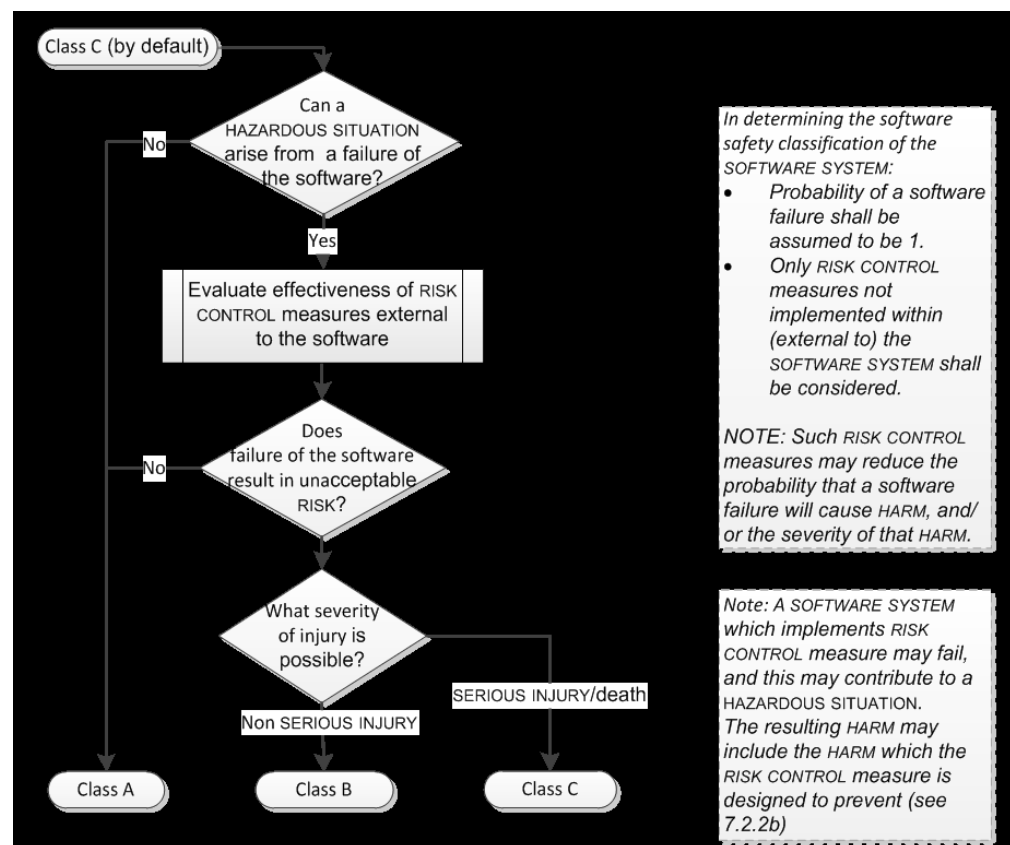 Class C (by default)
Can a
HAZARDOUS SITUATION
arise from a failure of
the software?
No
Yes
Evaluate effectiveness of RISK
CONTROL measures external
to the software
Does
failure of the software
result in unacceptable
RISK?
No
What severity
of injury is
possible?
SERIOUS INJURY/death
Non SERIOUS INJURY
Class A
Class B
Class C
In determining the software
safety classification of the
SOFTWARE SYSTEM:
• Probability of a software
failure shall be
assumed to be 1.
• Only RISK CONTROL
measures not
implemented within
(external to) the
SOFTWARE SYSTEM shall
be considered.
NOTE: Such RISK CONTROL
measures may reduce the
probability that a software
failure will cause HARM, and/
or the severity of that HARM.
Note: A SOFTWARE SYSTEM
which implements RISK
CONTROL measure may fail,
and this may contribute to a
HAZARDOUS SITUATION.
The resulting HARM may
include the HARM which the
RISK CONTROL measure is
designed to prevent (see
7.2.2b)